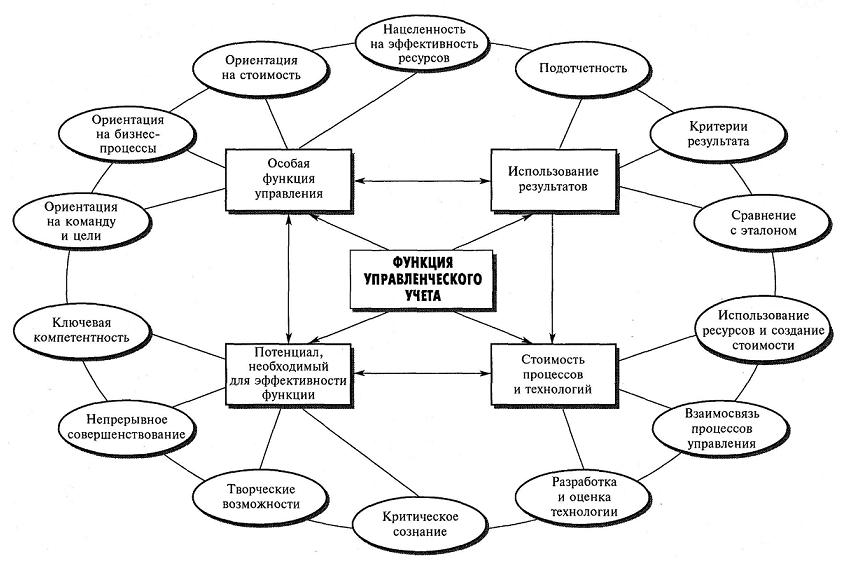 Нацеленность
на эффективность
ресурсов
Ориентация
на стоимость
Подотчетность
Ориентация
на бизнес-
процессы
Критерии
результата
Особая
функция
управления
Использование
результатов
Ориентация
на команду
и цели
Сравнение
с эталоном
ФУНКЦИЯ
УПРАВЛЕНЧЕСКОГО
УЧЕТА
Ключевая
компетентность
Использование
ресурсов и создание
стоимости
Потенциал,
необходимый
для эффективности
функции
Стоимость
процессов
и технологий
Непрерывное
совершенствование
Взаимосвязь
процессов
управления
Творческие
возможности
Разработка
и оценка
технологии
Критическое
сознание